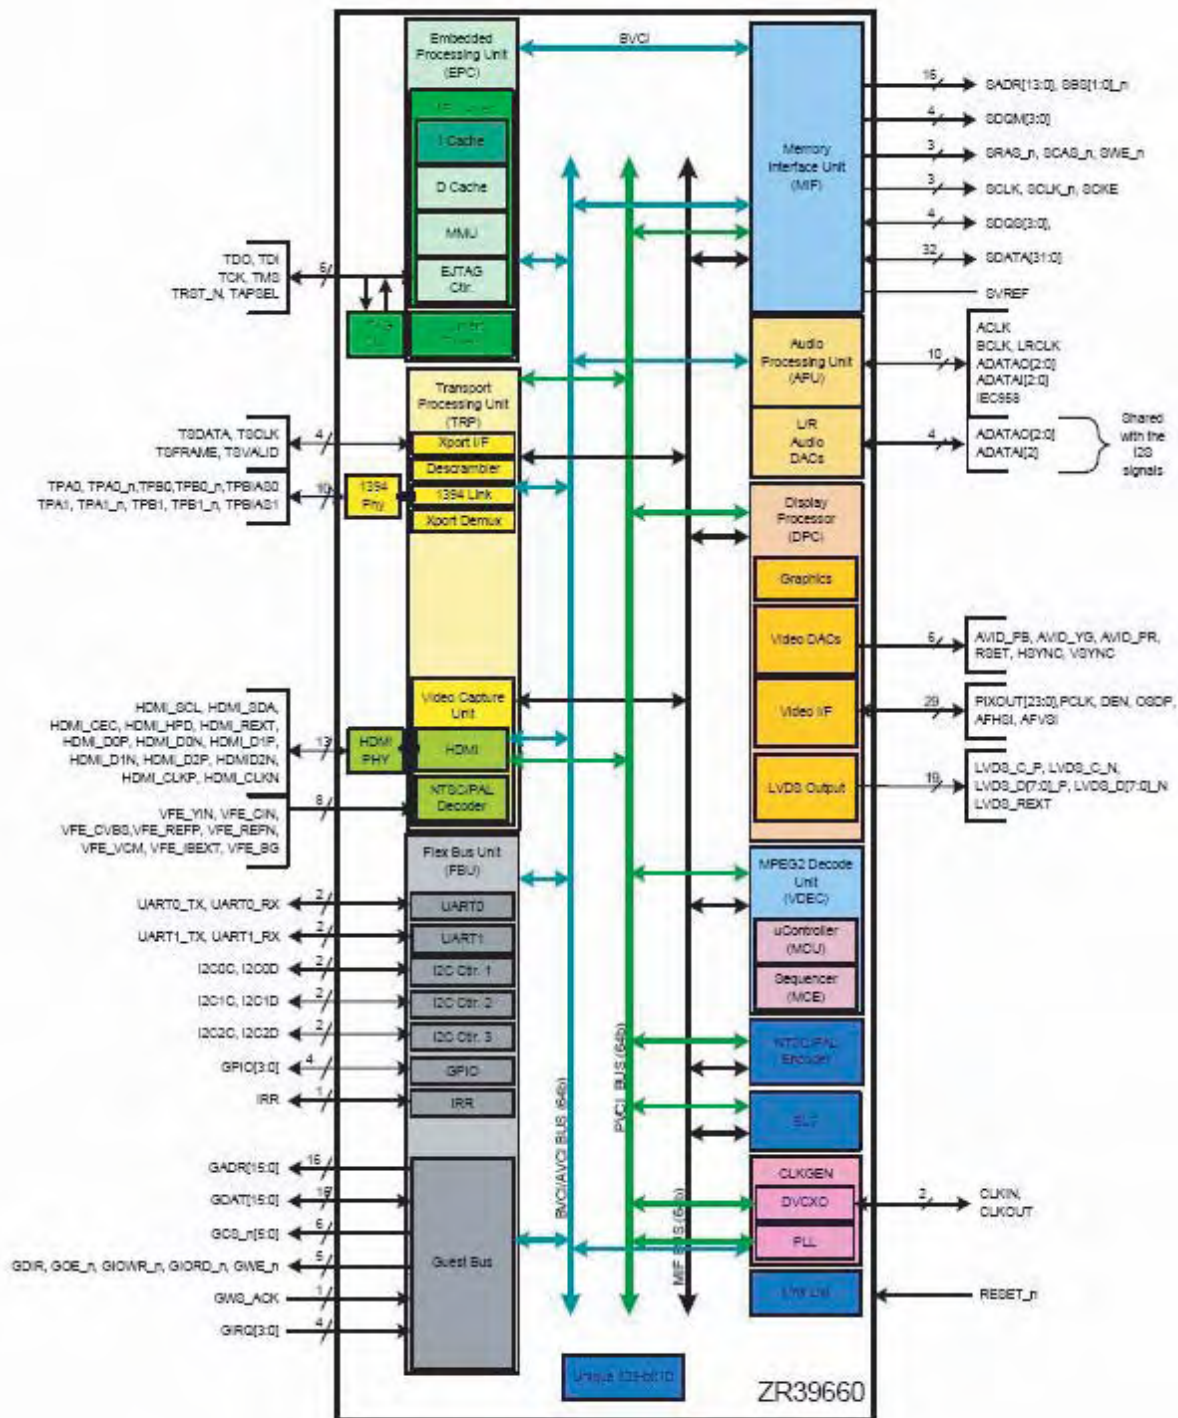 Embedded
Processing Unit
(EPC)
I Cache
D Cache
MMU
EJTAG
Ctlr.
TDO, TDI
TCK, TMS
TRST_N, TAPSEL
Transport
Processing Unit
(TRP)
Xport I/F
Descrambler
1394 Link
Xport Demux
1394
Phy
TSDATA, TSCLK
TSFRAME, TSVALID
4
TPA0, TPA0_n,TPB0,TPB0_n,TPBIAS0
TPA1, TPA1_n, TPB1, TPB1_n, TPBIAS1
10
Video Capture
Unit
HDMI
NTSC/PAL
Decoder
HDMI
PHY
HDMI_SCL, HDMI_SDA,
HDMI_CEC, HDMI_HPD, HDMI_REXT,
HDMI_D0P, HDMI_D0N, HDMI_D1P,
HDMI_D1N, HDMI_D2P, HDMID2N,
HDMI_CLKP, HDMI_CLKN
13
VFE_YIN, VFE_CIN,
VFE_CVBS,VFE_REFP, VFE_REFN,
VFE_VCM, VFE_IBEXT, VFE_BG
8
Flex Bus Unit
(FBU)
UART0_TX, UART0_RX
2
UART0
UART1_TX, UART1_RX
2
UART1
I2C0C, I2C0D
2
I2C Ctlr. 1
I2C1C, I2C1D
2
I2C Ctlr. 2
I2C2C, I2C2D
2
I2C Ctlr. 3
GPIO[3:0]
4
GPIO
IRR
1
IRR
GADR[15:0]
16
GDAT[15:0]
16
GCS_n[5:0]
6
GDIR, GOE_n, GIOWR_n, GIORD_n, GWE_n
5
GWS_ACK
1
GIRQ[3:0]
4
Guest Bus
BVCI
BVCI/AVCI BUS (64b)
PVCI BUS (64b)
MIF BUS (64b)
Memory
Interface Unit
(MIF)
16
SADR[13:0], SBS[1:0]_n
4
SDQM[3:0]
3
SRAS_n, SCAS_n, SWE_n
3
SCLK, SCLK_n, SCKE
4
SDQS[3:0],
32
SDATA[31:0]
SVREF
Audio
Processing Unit
(APU)
10
ACLK
BCLK, LRCLK
ADATAO[2:0]
ADATAI[2:0]
IEC958
L/R
Audio
DACs
4
ADATAO[2:0]
ADATAI[2]
Shared
with the
I2S
signals
Display
Processor
(DPC)
Graphics
Video DACs
6
AVID_PB, AVID_YG, AVID_PR,
RSET, HSYNC, VSYNC
Video I/F
29
PIXOUT[23:0],PCLK, DEN, OSDP,
AFHSI, AFVSI
LVDS Output
19
LVDS_C_P, LVDS_C_N,
LVDS_D[7:0]_P, LVDS_D[7:0]_N
LVDS_REXT
MPEG2 Decode
Unit
(VDEC)
uController
(MCU)
Sequencer
(MCE)
NTSC/PAL
Encoder
CLKGEN
DVCXO
PLL
2
CLKIN,
CLKOUT
RESET_n
ZR39660